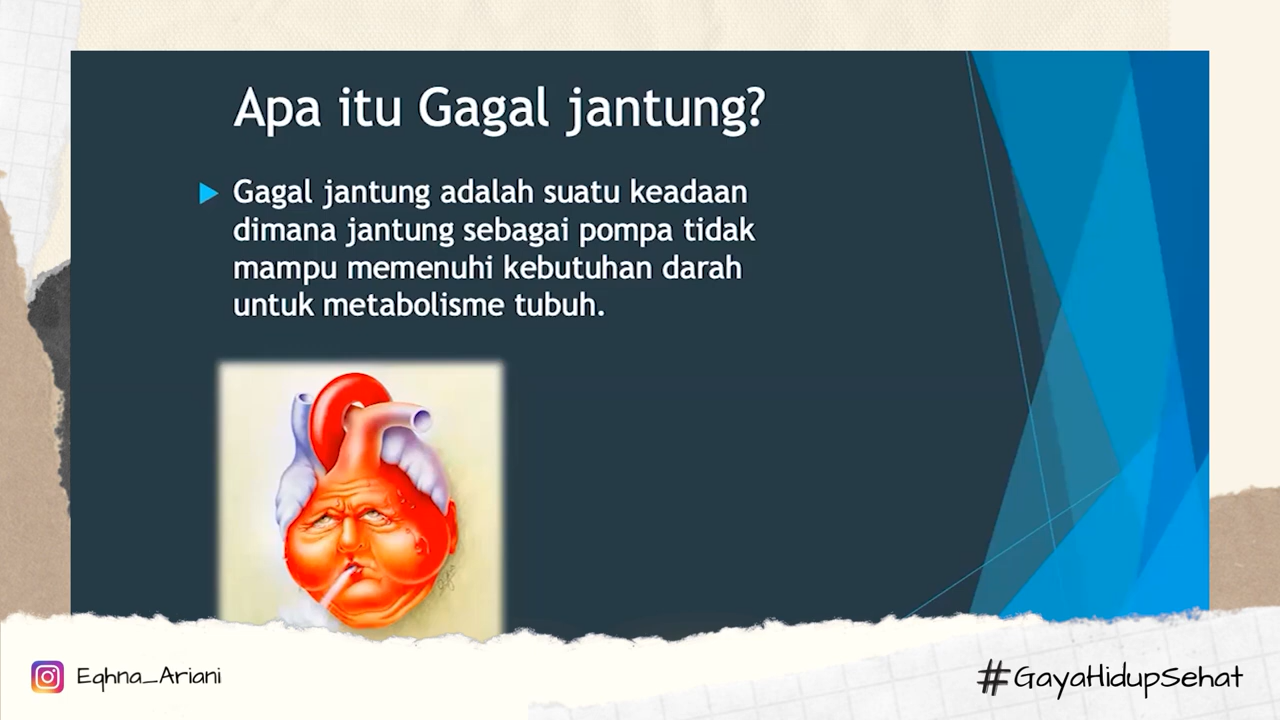 Apa itu Gagal jantung?
Gagal jantung adalah suatu keadaan
dimana jantung sebagai pompa tidak
mampu memenuhi kebutuhan darah
untuk metabolisme tubuh.
Eqhna_Ariani
#GayaHidupSehat